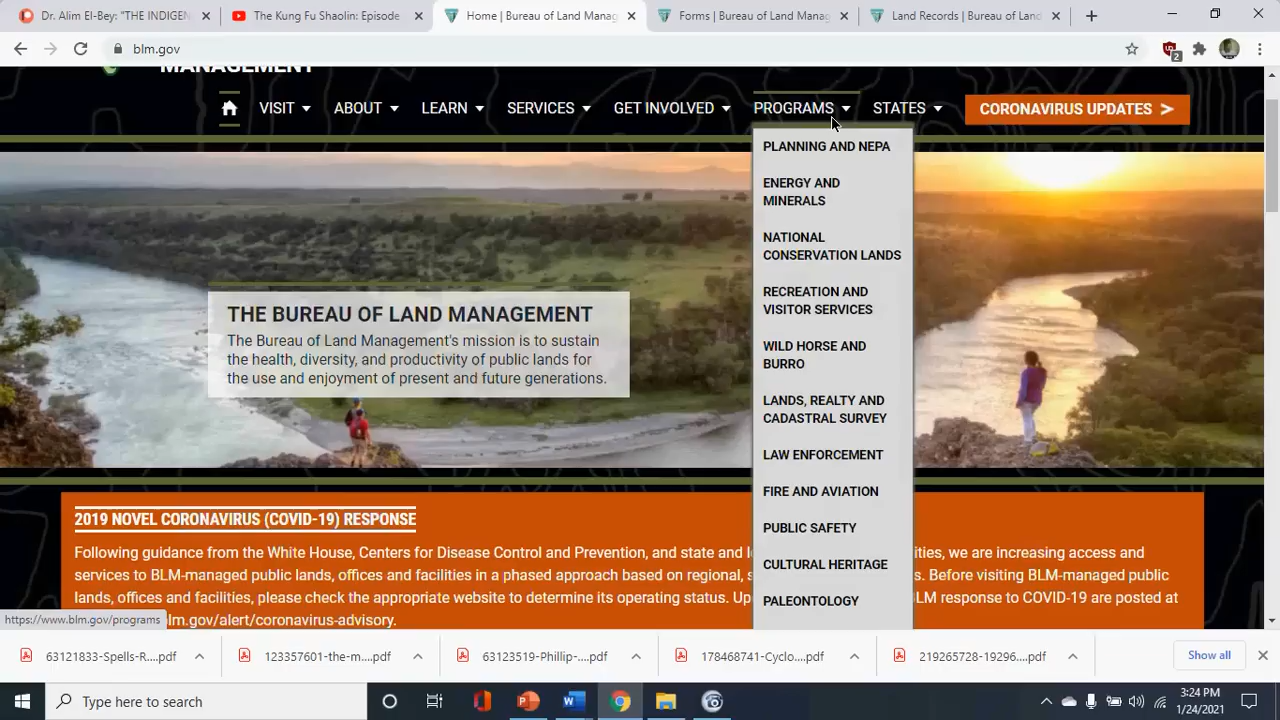 Dr. Alim El-Bey: "THE INDIGEN
The Kung Fu Shaolin: Episode
Home | Bureau of Land Manag
Forms | Bureau of Land Manag
Land Records | Bureau of Land
blm.gov
2
MANAGEMENT
VISIT
ABOUT
LEARN
SERVICES
GET INVOLVED
PROGRAMS
STATES
CORONAVIRUS UPDATES >
PLANNING AND NEPA
ENERGY AND
MINERALS
NATIONAL
CONSERVATION LANDS
RECREATION AND
VISITOR SERVICES
WILD HORSE AND
BURRO
LANDS, REALTY AND
CADASTRAL SURVEY
LAW ENFORCEMENT
FIRE AND AVIATION
PUBLIC SAFETY
CULTURAL HERITAGE
PALEONTOLOGY
THE BUREAU OF LAND MANAGEMENT
The Bureau of Land Management's mission is to sustain
the health, diversity, and productivity of public lands for
the use and enjoyment of present and future generations.
2019 NOVEL CORONAVIRUS (COVID-19) RESPONSE
Following guidance from the White House, Centers for Disease Control and Prevention, and state and l ities, we are increasing access and
services to BLM-managed public lands, offices and facilities in a phased approach based on regional, s s. Before visiting BLM-managed public
lands, offices and facilities, please check the appropriate website to determine its operating status. Up LM response to COVID-19 are posted at
lm.gov/alert/coronavirus-advisory.
https://www.blm.gov/programs
63121833-Spells-R....pdf
123357601-the-m....pdf
63123519-Phillip-....pdf
178468741-Cyclo....pdf
219265728-19296....pdf
Show all
Type here to search
3:24 PM
1/24/2021